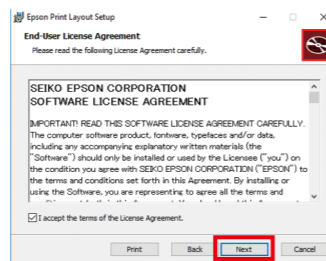 Epson Print Layout Setup
End-User License Agreement
Please read the following License Agreement carefully.
SEIKO EPSON CORPORATION
SOFTWARE LICENSE AGREEMENT
IMPORTANT! READ THIS SOFTWARE LICENSE AGREEMENT CAREFULLY.
The computer software product, fontware, typefaces and/or data,
including any accompanying explanatory written materials (the
"Software") should only be installed or used by the Licensee ("you") on
the condition you agree with SEIKO EPSON CORPORATION ("EPSON") to
the terms and conditions set forth in this Agreement. By installing or
using the Software, you are representing to agree all the terms and
I accept the terms of the License Agreement.
Print Back Next Cancel